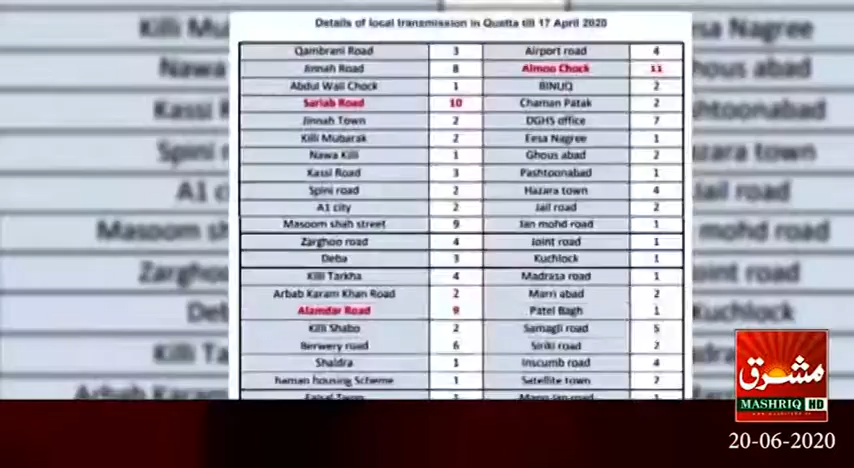 Details of local transmission in Quetta till 17 April 2020
Qambrani Road 3 Airport road 4
Jinnah Road 8 Almoo Chock 11
Abdul Wali Chock 1 BINUQ 2
Sariab Road 10 Chaman Patak 2
Jinnah Town 2 DGHS office 7
Killi Mubarak 2 Eesa Nagree 1
Nawa Killi 1 Ghous abad 2
Kassi Road 3 Pashtoonabad 1
Spini road 2 Hazara town 4
A1 city 2 Jail road 2
Masoom shah street 9 Jan mohd road 1
Zarghoo road 4 Joint road 1
Deba 3 Kuchlock 1
Killi Tarkha 4 Madrasa road 1
Arbab Karam Khan Road 2 Marri abad 2
Alamdar Road 9 Patel Bagh 1
Killi Shabo 2 Samagli road 5
Berwery road 6 Siriki road 2
Shaldra 1 Inscumb road 4
haman housing Scheme 1 Satellite town
مشرق
MASHRIQ HD
20-06-2020